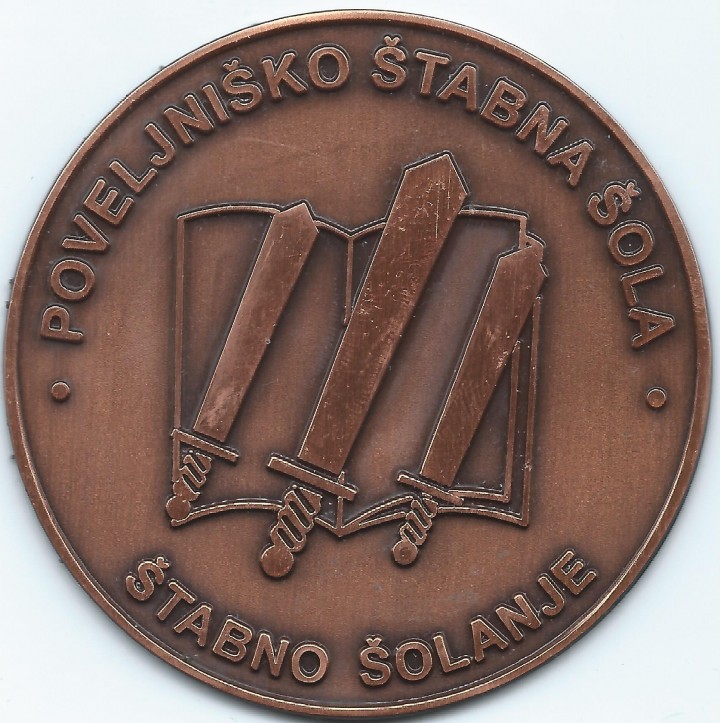 • POVELJNIŠKO ŠTABNA ŠOLA •
ŠTABNO ŠOLANJE